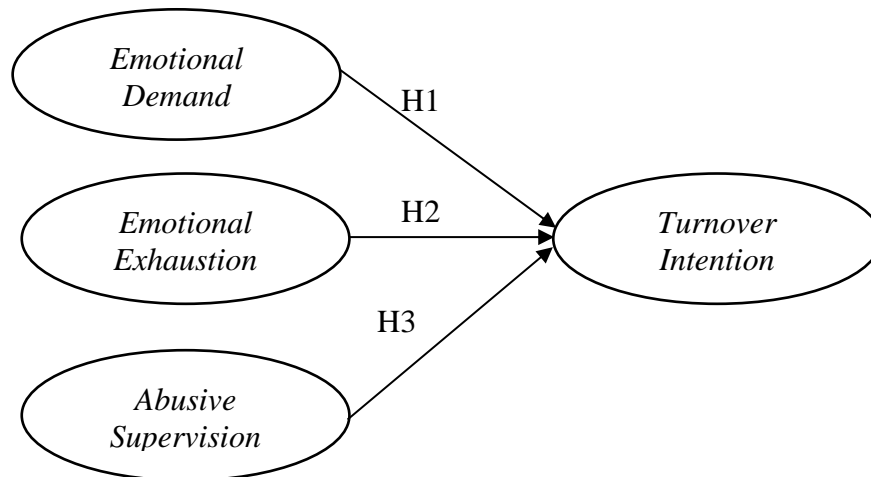 Emotional
Demand
H1
Emotional
Exhaustion
H2
Turnover
Intention
H3
Abusive
Supervision